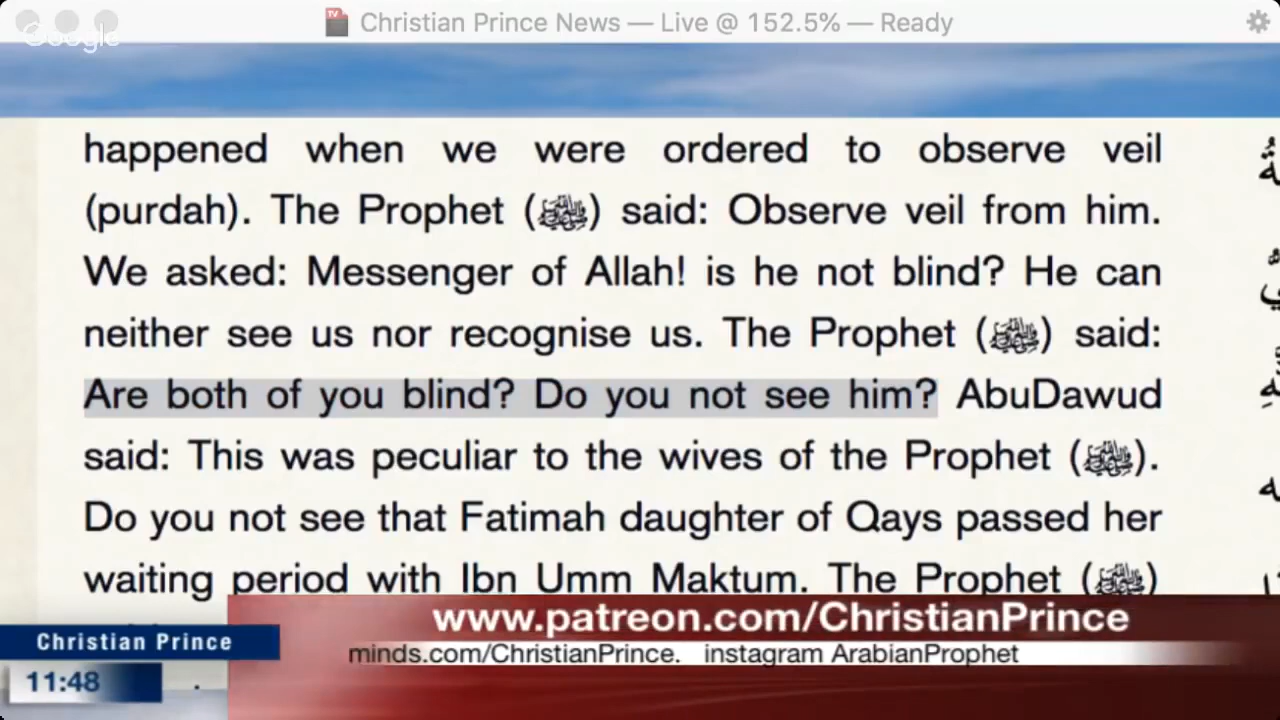 Christian Prince News — Live @ 152.5% — Ready
Google
happened when we were ordered to observe veil
(purdah). The Prophet (ﷺ) said: Observe veil from him.
We asked: Messenger of Allah! is he not blind? He can
neither see us nor recognise us. The Prophet (ﷺ) said:
Are both of you blind? Do you not see him? AbuDawud
said: This was peculiar to the wives of the Prophet (ﷺ).
Do you not see that Fatimah daughter of Qays passed her
waiting period with Ibn Umm Maktum. The Prophet (ﷺ)
www.patreon.com/ChristianPrince
Christian Prince
minds.com/ChristianPrince. instagram ArabianProphet
11:48